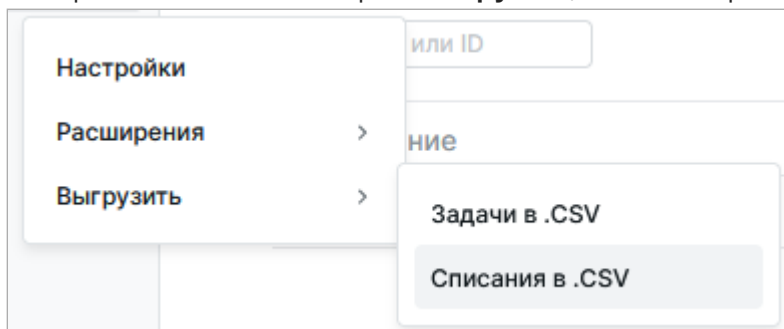 или ID
Настройки
Расширения
ние
Выгрузить
Задачи в .CSV
Списания в .CSV